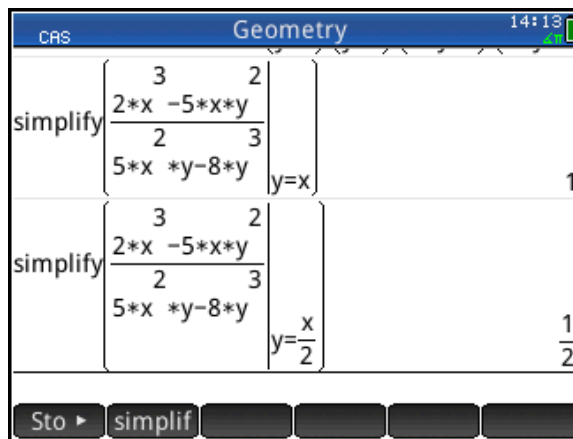 CAS Geometry 14:13
∡π
3 2
2*x -5*x*y
simplify
2 3
5*x *y-8*y
y=x
1
3 2
2*x -5*x*y
simplify
2 3
5*x *y-8*y
x
y=
2
1
2
Sto ▸ simplif